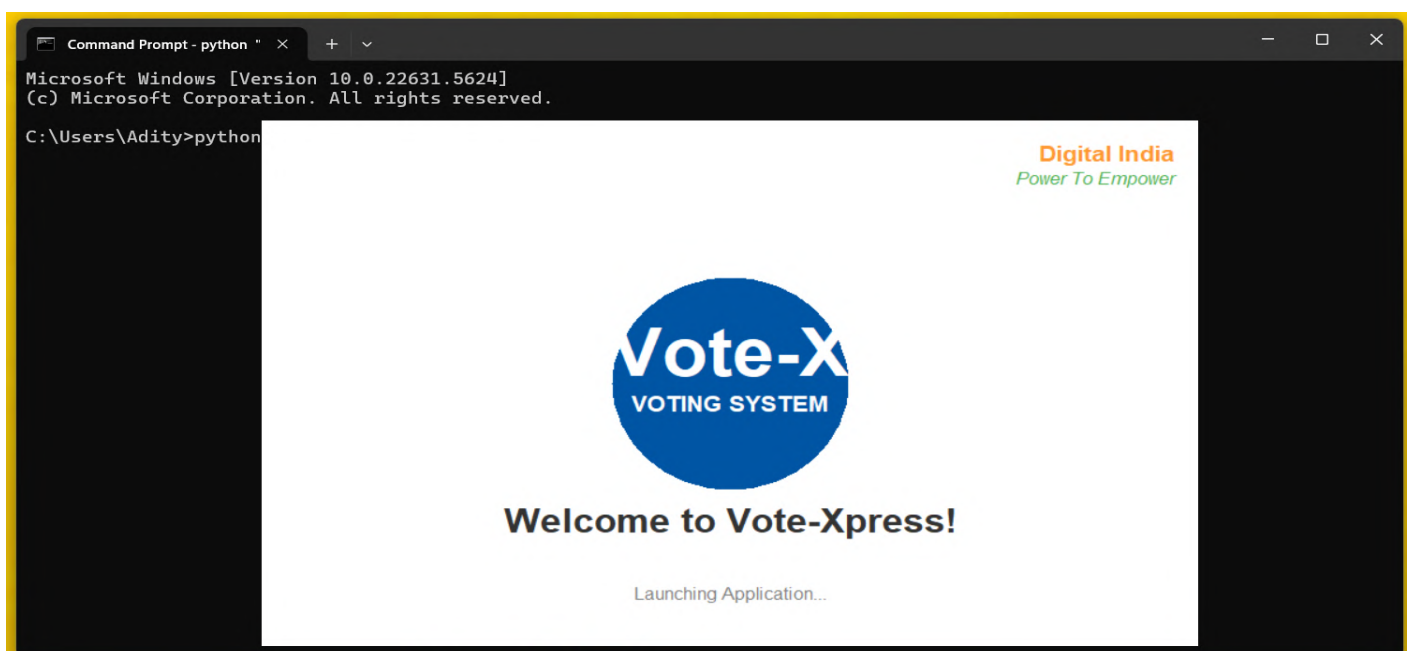 Command Prompt - python "
Microsoft Windows [Version 10.0.22631.5624]
(c) Microsoft Corporation. All rights reserved.
C:\Users\Adity>python
Digital India
Power To Empower
Vote-X
VOTING SYSTEM
Welcome to Vote-Xpress!
Launching Application...